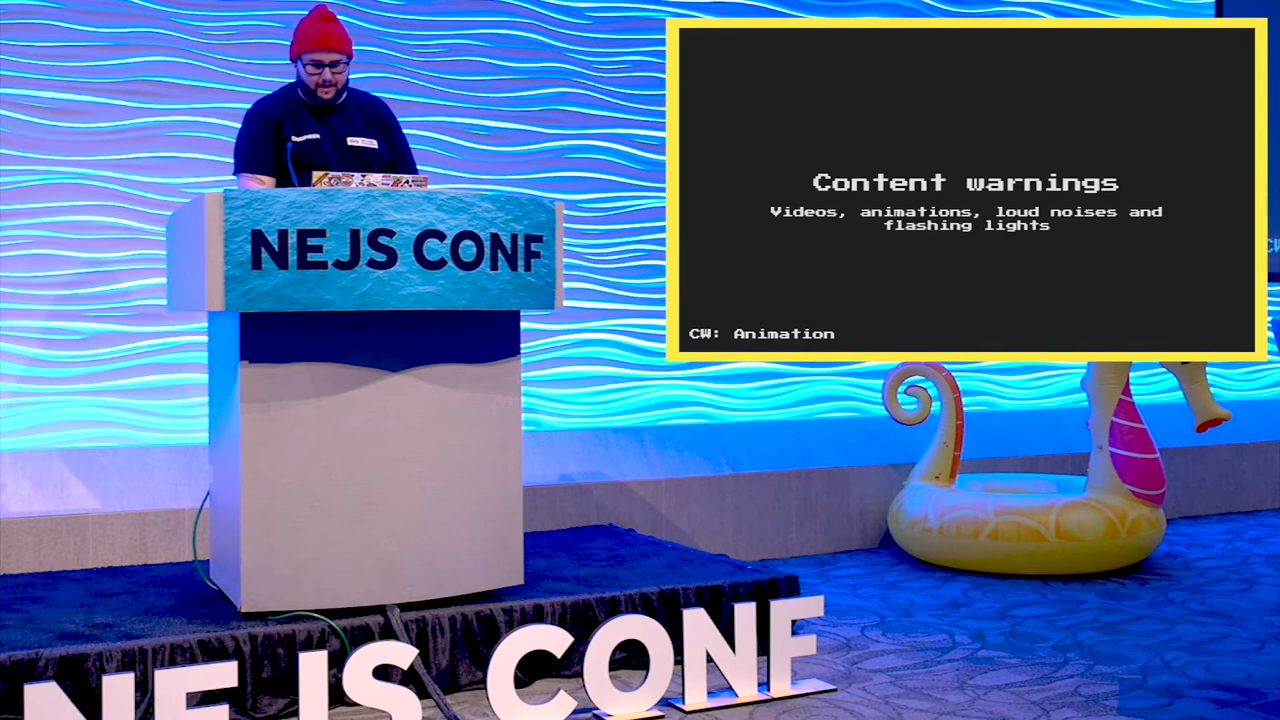 Content warnings
Videos, animations, loud noises and
flashing lights
CW: Animation
NEJS CONF
NEJS CONF